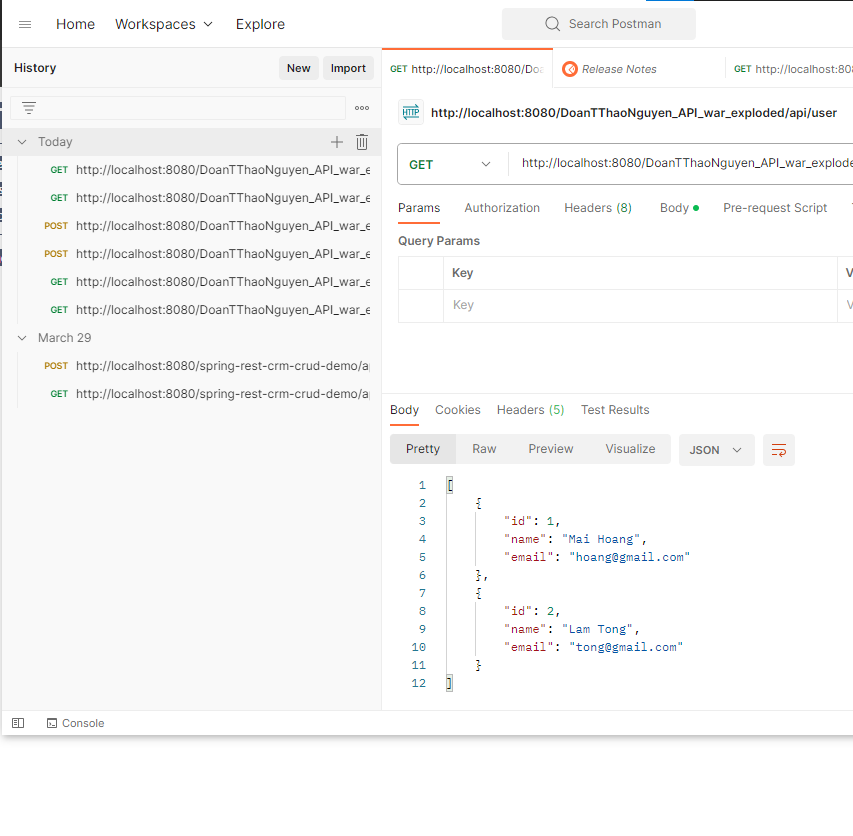 Home Workspaces Explore Search Postman
History New Import
GET http://localhost:8080/Doa Release Notes GET http://localhost:808
HTTP http://localhost:8080/DoanTThaoNguyen_API_war_exploded/api/user
Today
GET http://localhost:8080/DoanTThaoNguyen_API_war_e
GET http://localhost:8080/DoanTThaoNguyen_API_war_e
POST http://localhost:8080/DoanTThaoNguyen_API_war_e
POST http://localhost:8080/DoanTThaoNguyen_API_war_e
GET http://localhost:8080/DoanTThaoNguyen_API_war_e
GET http://localhost:8080/DoanTThaoNguyen_API_war_e
March 29
POST http://localhost:8080/spring-rest-crm-crud-demo/a
GET http://localhost:8080/spring-rest-crm-crud-demo/a
GET http://localhost:8080/DoanTThaoNguyen_API_war_explode
Params Authorization Headers (8) Body Pre-request Script
Query Params
Key V
Key V
Body Cookies Headers (5) Test Results
Pretty Raw Preview Visualize JSON
1 [
2 {
3 "id": 1,
4 "name": "Mai Hoang",
5 "email": "hoang@gmail.com"
6 },
7 {
8 "id": 2,
9 "name": "Lam Tong",
10 "email": "tong@gmail.com"
11 }
12 ]
Console